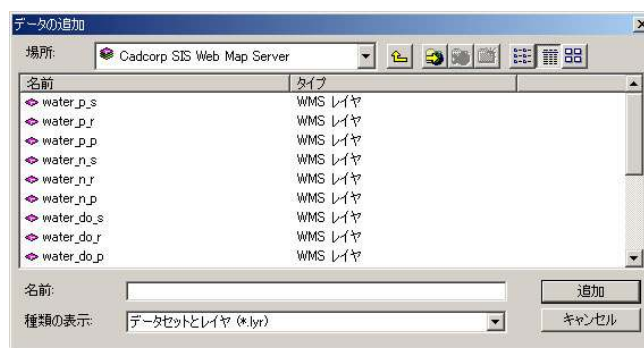 データの追加
場所: Cadcorp SIS Web Map Server
名前 タイプ
water_p_s WMS レイヤ
water_p_r WMS レイヤ
water_p_p WMS レイヤ
water_n_s WMS レイヤ
water_n_r WMS レイヤ
water_n_p WMS レイヤ
water_do_s WMS レイヤ
water_do_r WMS レイヤ
water_do_p WMS レイヤ
名前: 追加
種類の表示: データセットとレイヤ (*.lyr) キャンセル